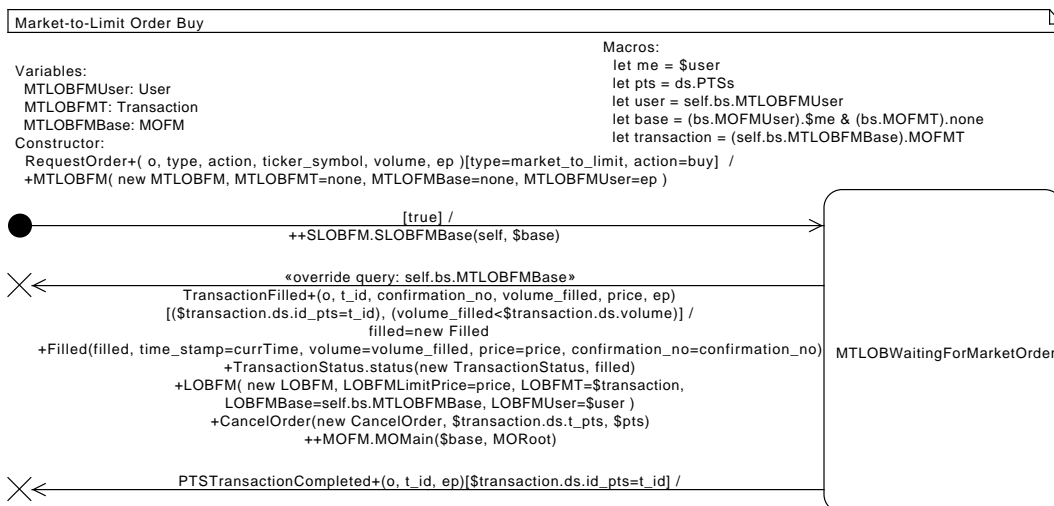 Market-to-Limit Order Buy
Variables:
MTLOBFMUser: User
MTLOBFMT: Transaction
MTLOBFMBase: MOFM
Constructor:
RequestOrder+( o, type, action, ticker_symbol, volume, ep )[type=market_to_limit, action=buy] /
+MTLOBFM( new MTLOBFM, MTLOBFMT=none, MTLOFMBase=none, MTLOBFMUser=ep )
Macros:
let me = $user
let pts = ds.PTSs
let user = self.bs.MTLOBFMUser
let base = (bs.MOFMUser).$me & (bs.MOFMT).none
let transaction = (self.bs.MTLOBFMBase).MOFMT
[true] /
++SLOBFM.SLOBFMBase(self, $base)
«override query: self.bs.MTLOBFMBase»
TransactionFilled+(o, t_id, confirmation_no, volume_filled, price, ep)
[($transaction.ds.id_pts=t_id), (volume_filled<$transaction.ds.volume)] /
filled=new Filled
+Filled(filled, time_stamp=currTime, volume=volume_filled, price=price, confirmation_no=confirmation_no)
+TransactionStatus.status(new TransactionStatus, filled)
+LOBFM( new LOBFM, LOBFMLimitPrice=price, LOBFMT=$transaction,
LOBFMBase=self.bs.MTLOBFMBase, LOBFMUser=$user )
+CancelOrder(new CancelOrder, $transaction.ds.t_pts, $pts)
++MOFM.MOMain($base, MORoot)
MTLOBWaitingForMarketOrder
PTSTransactionCompleted+(o, t_id, ep)[$transaction.ds.id_pts=t_id] /